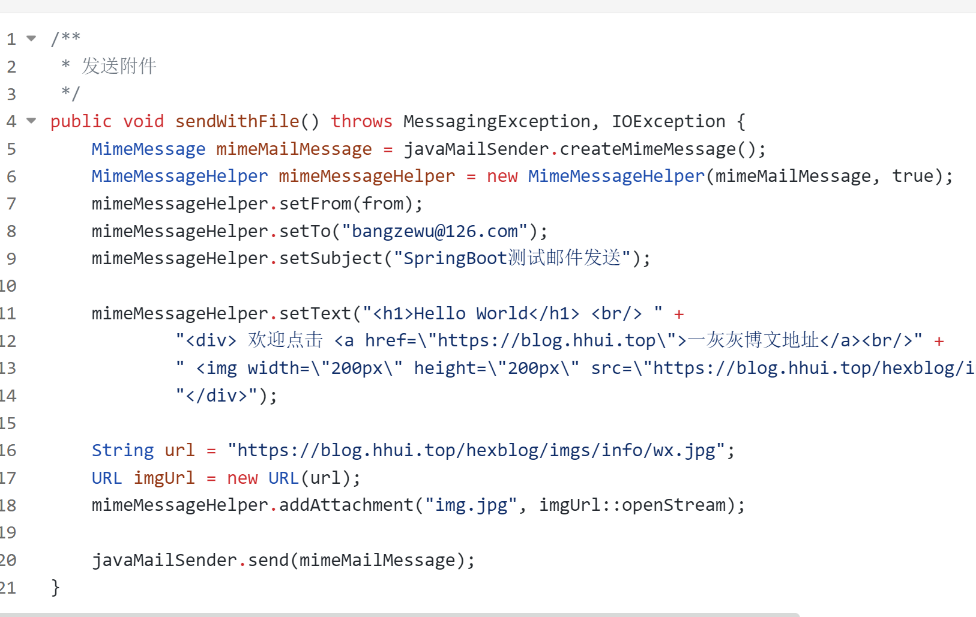 1 /**
2  * 发送附件
3  */
4 public void sendWithFile() throws MessagingException, IOException {
5     MimeMessage mimeMailMessage = javaMailSender.createMimeMessage();
6     MimeMessageHelper mimeMessageHelper = new MimeMessageHelper(mimeMailMessage, true);
7     mimeMessageHelper.setFrom(from);
8     mimeMessageHelper.setTo("bangzewu@126.com");
9     mimeMessageHelper.setSubject("SpringBoot测试邮件发送");
10
11     mimeMessageHelper.setText("<h1>Hello World</h1> <br/> " +
12             "<div> 欢迎点击 <a href=\"https://blog.hhui.top\">一灰灰博文地址</a><br/>" +
13             " <img width=\"200px\" height=\"200px\" src=\"https://blog.hhui.top/hexblog/i
14             "</div>");
15
16     String url = "https://blog.hhui.top/hexblog/imgs/info/wx.jpg";
17     URL imgUrl = new URL(url);
18     mimeMessageHelper.addAttachment("img.jpg", imgUrl::openStream);
19
20     javaMailSender.send(mimeMailMessage);
21 }